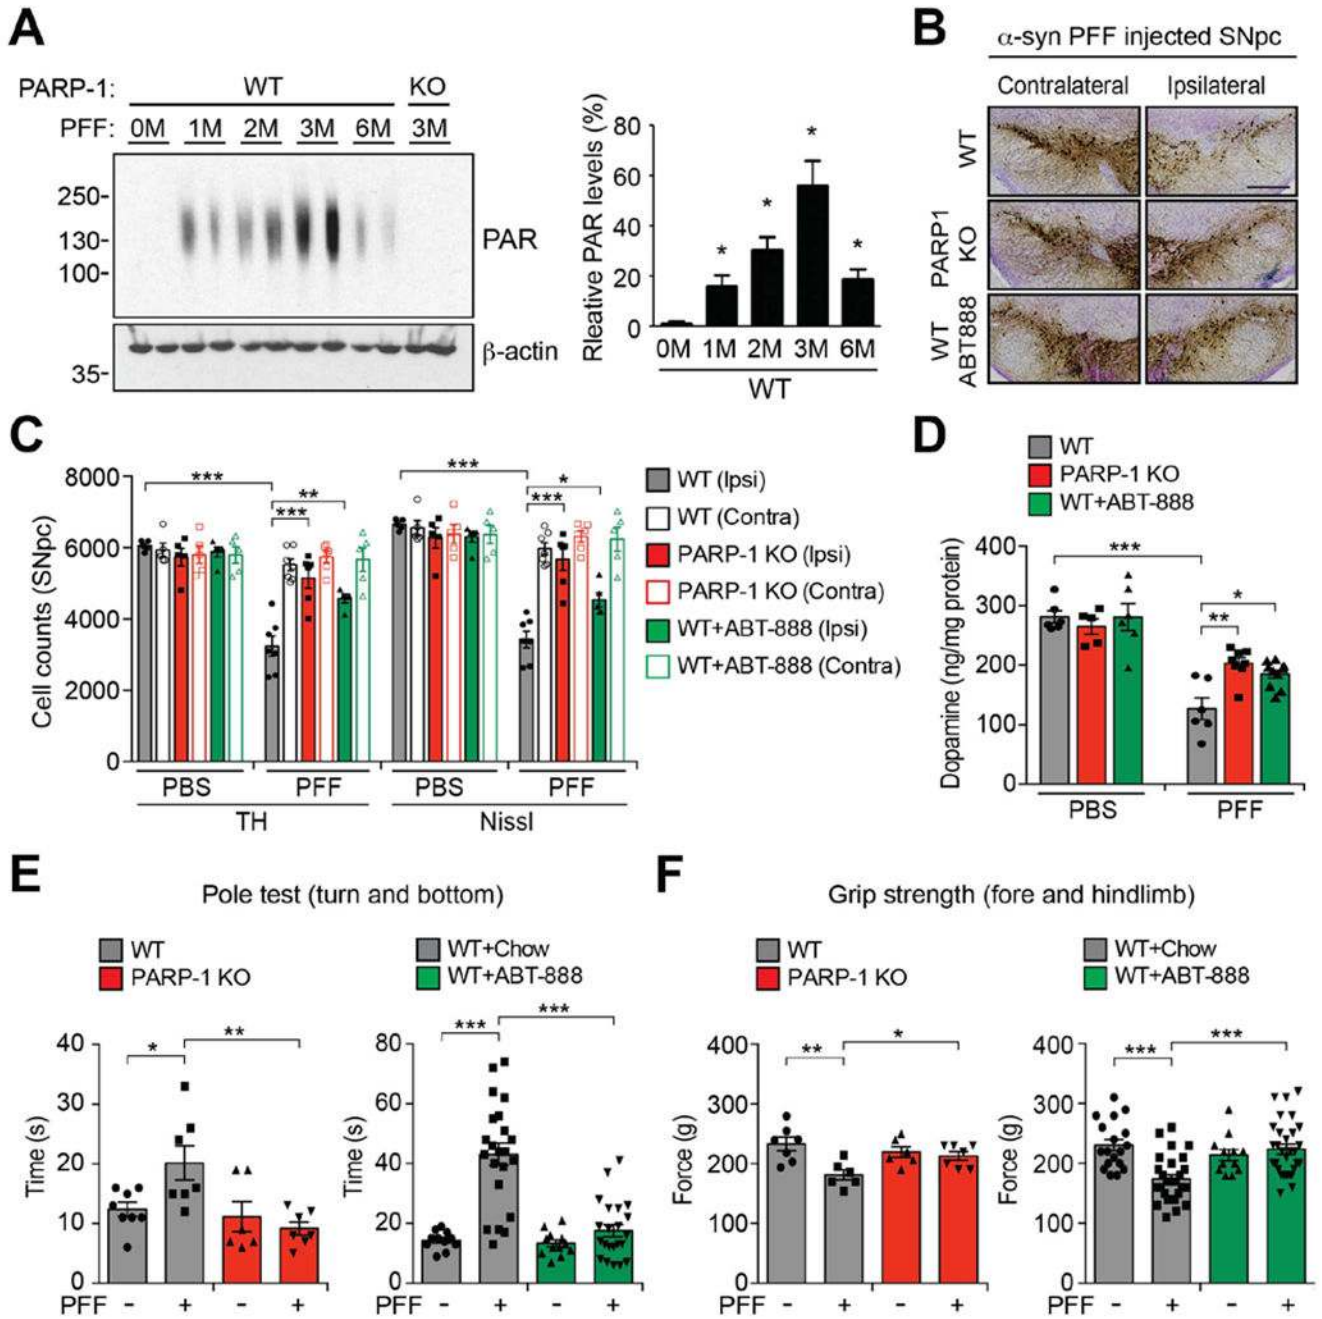 A
PARP-1: WT KO
PFF: 0M 1M 2M 3M 6M 3M
250-
130-
100-
PAR
β-actin
35-
Rleative PAR levels (%)
80
60
40
20
0
* * * *
0M 1M 2M 3M 6M
WT
B
α-syn PFF injected SNpc
Contralateral Ipsilateral
WT
PARP1 KO
WT ABT888
C
Cell counts (SNpc)
8000
6000
4000
2000
0
*** ** *** *** * ***
PBS PFF PBS PFF
TH Nissl
WT (Ipsi)
WT (Contra)
PARP-1 KO (Ipsi)
PARP-1 KO (Contra)
WT+ABT-888 (Ipsi)
WT+ABT-888 (Contra)
D
WT
PARP-1 KO
WT+ABT-888
Dopamine (ng/mg protein)
400
300
200
100
0
*** * **
PBS PFF
E
Pole test (turn and bottom)
WT
PARP-1 KO
Time (s)
40
30
20
10
0
* **
PFF - + - +
WT+Chow
WT+ABT-888
Time (s)
80
60
40
20
0
*** ***
- + - +
F
Grip strength (fore and hindlimb)
WT
PARP-1 KO
Force (g)
400
300
200
100
0
** *
PFF - + - +
WT+Chow
WT+ABT-888
Force (g)
400
300
200
100
0
*** ***
PFF - + - +